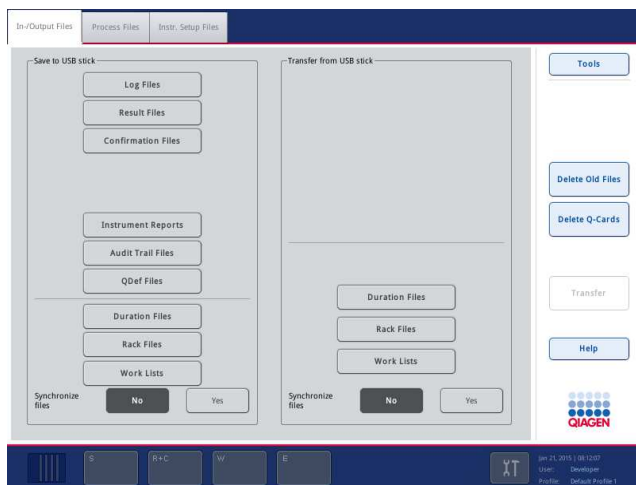 In-/Output Files
Process Files
Instr. Setup Files
Save to USB stick
Log Files
Result Files
Confirmation Files
Instrument Reports
Audit Trail Files
QDef Files
Duration Files
Rack Files
Work Lists
Synchronize
files
No
Yes
Transfer from USB stick
Duration Files
Rack Files
Work Lists
Synchronize
files
No
Yes
Tools
Delete Old Files
Delete Q-Cards
Transfer
Help
QIAGEN
S
R+C
W
E
Jan 21, 2015 | 08:12:07
User: Developer
Profile: Default Profile 1